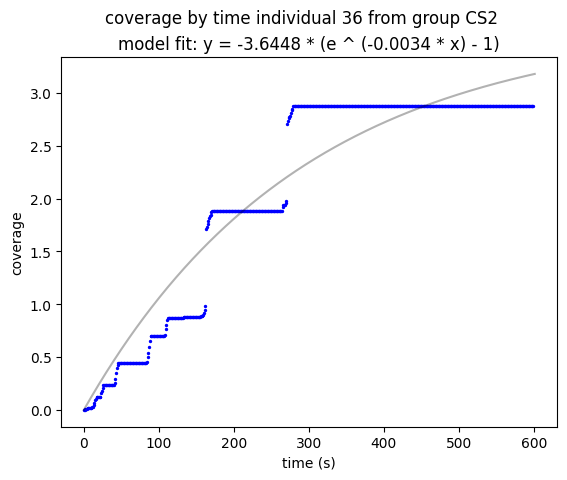 coverage by time individual 36 from group CS2
model fit: y = -3.6448 * (e ^ (-0.0034 * x) - 1)
3.0
2.5
2.0
1.5
1.0
0.5
0.0
coverage
0 100 200 300 400 500 600
time (s)